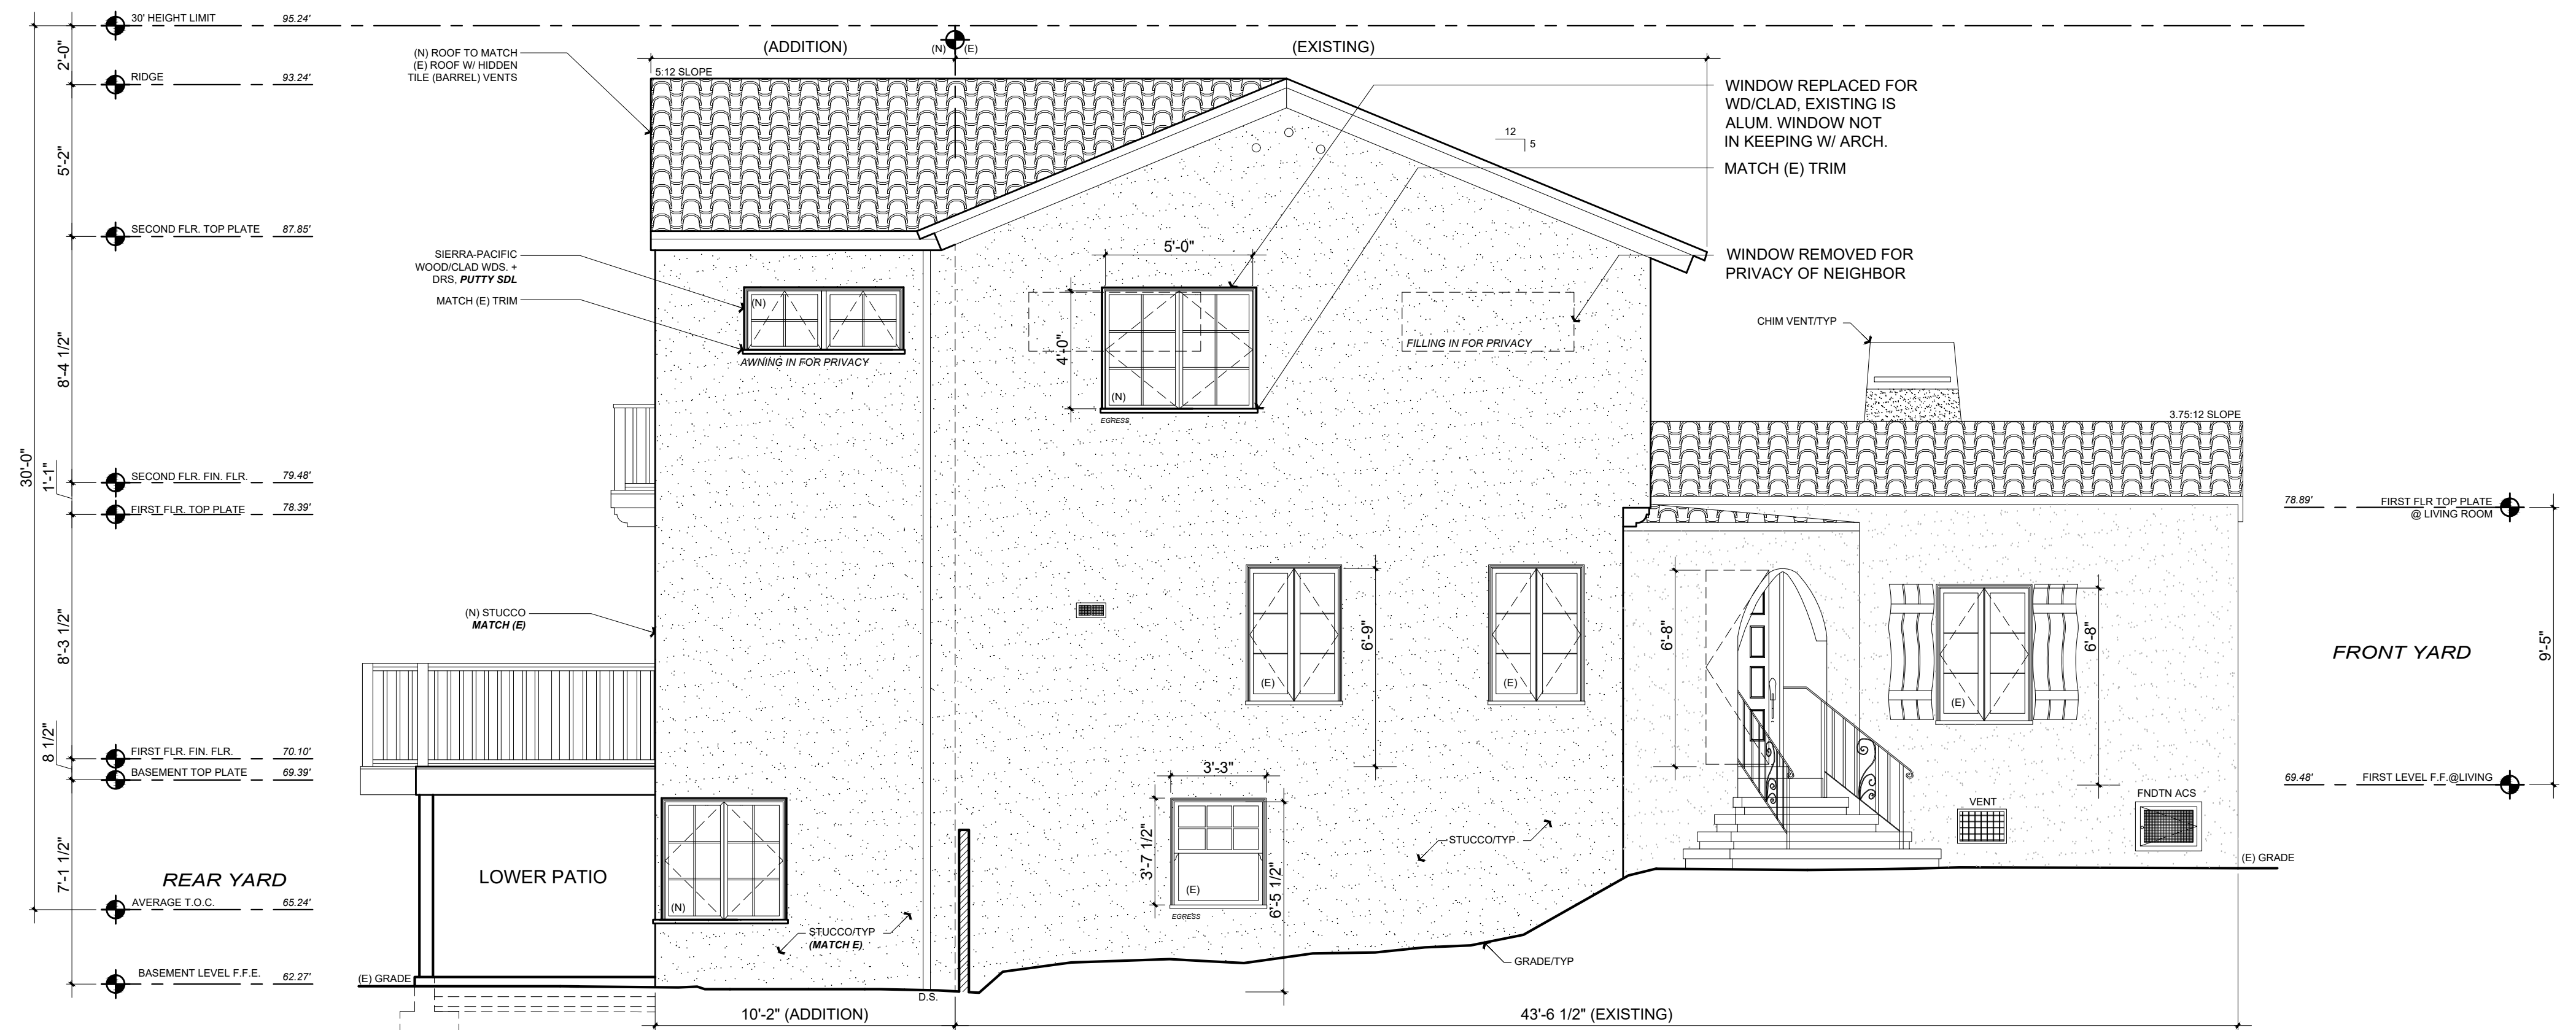 30' HEIGHT LIMIT 95.24'
2'-0"
RIDGE 93.24'
5'-2"
SECOND FLR. TOP PLATE 87.85'
8'-4 1/2"
SECOND FLR. FIN. FLR. 79.48'
30'-0"
1'-1"
FIRST FLR. TOP PLATE 78.39'
8'-3 1/2"
FIRST FLR. FIN. FLR. 70.10'
8 1/2"
BASEMENT TOP PLATE 69.39'
7'-1 1/2"
REAR YARD
AVERAGE T.O.C. 65.24'
BASEMENT LEVEL F.F.E. 62.27'
(E) GRADE
(ADDITION)
(N) (E)
(EXISTING)
(N) ROOF TO MATCH
(E) ROOF W/ HIDDEN
TILE (BARREL) VENTS
5:12 SLOPE
12
5
WINDOW REPLACED FOR
WD/CLAD, EXISTING IS
ALUM. WINDOW NOT
IN KEEPING W/ ARCH.
MATCH (E) TRIM
WINDOW REMOVED FOR
PRIVACY OF NEIGHBOR
SIERRA-PACIFIC
WOOD/CLAD WDS. +
DRS, PUTTY SDL
MATCH (E) TRIM
(N)
AWNING IN FOR PRIVACY
5'-0"
4'-0"
(N)
EGRESS
FILLING IN FOR PRIVACY
CHIM VENT/TYP
3.75:12 SLOPE
78.89' FIRST FLR TOP PLATE
@ LIVING ROOM
(N) STUCCO
MATCH (E)
(E)
6'-9"
(E)
6'-8"
(E)
6'-8"
FRONT YARD
9'-5"
69.48' FIRST LEVEL F.F.@LIVING
VENT
FNDTN ACS
(E) GRADE
LOWER PATIO
(N)
STUCCO/TYP
(MATCH E)
3'-3"
3'-7 1/2"
(E)
EGRESS
6'-5 1/2"
STUCCO/TYP
GRADE/TYP
D.S.
10'-2" (ADDITION)
43'-6 1/2" (EXISTING)